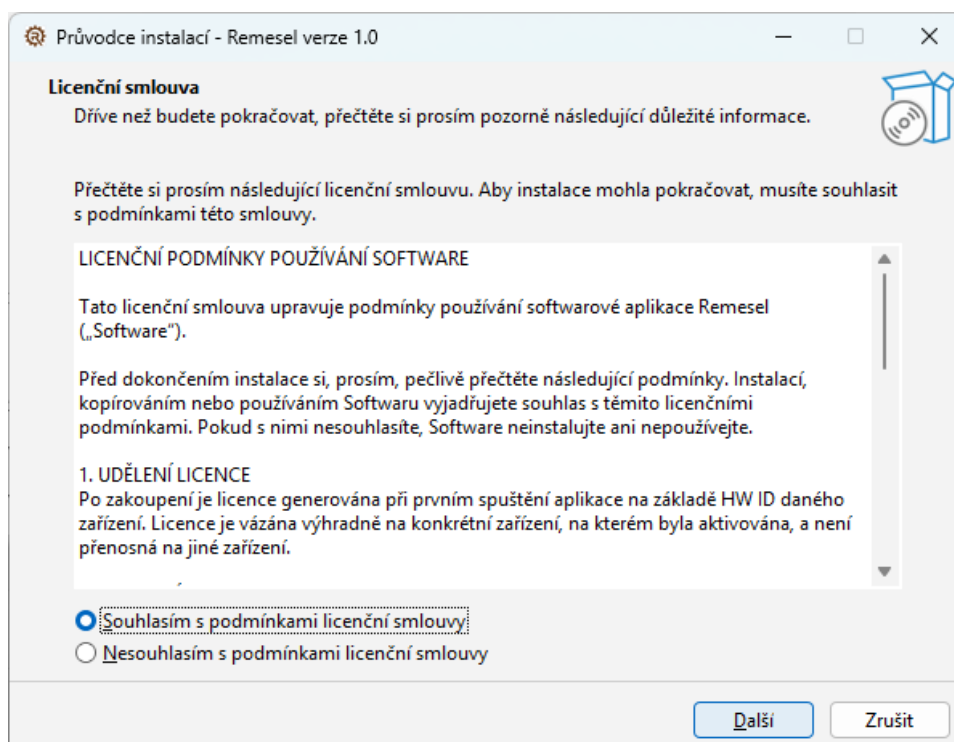 Průvodce instalací - Remesel verze 1.0
Licenční smlouva
Dříve než budete pokračovat, přečtěte si prosím pozorně následující důležité informace.
Přečtěte si prosím následující licenční smlouvu. Aby instalace mohla pokračovat, musíte souhlasit
s podmínkami této smlouvy.
LICENČNÍ PODMÍNKY POUŽÍVÁNÍ SOFTWARE
Tato licenční smlouva upravuje podmínky používání softwarové aplikace Remesel
(„Software“).
Před dokončením instalace si, prosím, pečlivě přečtěte následující podmínky. Instalací,
kopírováním nebo používáním Softwaru vyjadřujete souhlas s těmito licenčními
podmínkami. Pokud s nimi nesouhlasíte, Software neinstalujte ani nepoužívejte.
1. UDĚLENÍ LICENCE
Po zakoupení je licence generována při prvním spuštění aplikace na základě HW ID daného
zařízení. Licence je vázána výhradně na konkrétní zařízení, na kterém byla aktivována, a není
přenosná na jiné zařízení.
Souhlasím s podmínkami licenční smlouvy
Nesouhlasím s podmínkami licenční smlouvy
Další
Zrušit